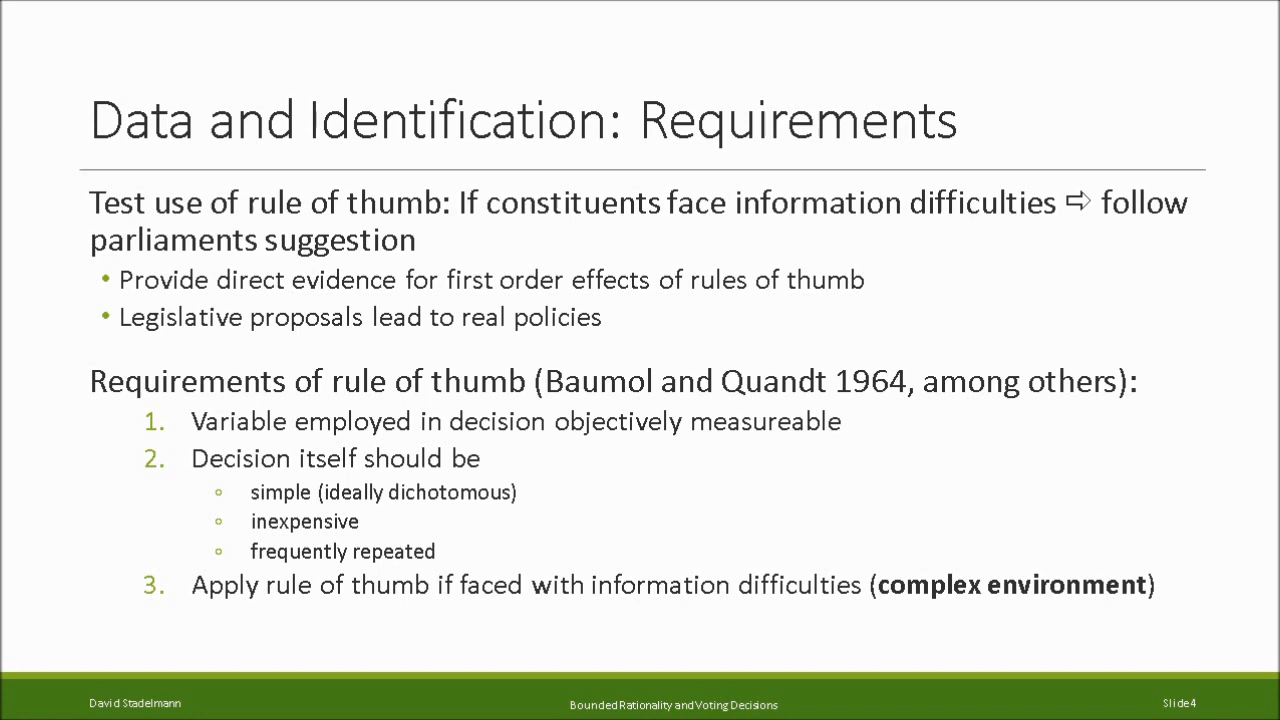 Data and Identification: Requirements
Test use of rule of thumb: If constituents face information difficulties ⇨ follow
parliaments suggestion
• Provide direct evidence for first order effects of rules of thumb
• Legislative proposals lead to real policies
Requirements of rule of thumb (Baumol and Quandt 1964, among others):
1. Variable employed in decision objectively measureable
2. Decision itself should be
◦ simple (ideally dichotomous)
◦ inexpensive
◦ frequently repeated
3. Apply rule of thumb if faced with information difficulties (complex environment)
David Stadelmann
Bounded Rationality and Voting Decisions
Slide 4